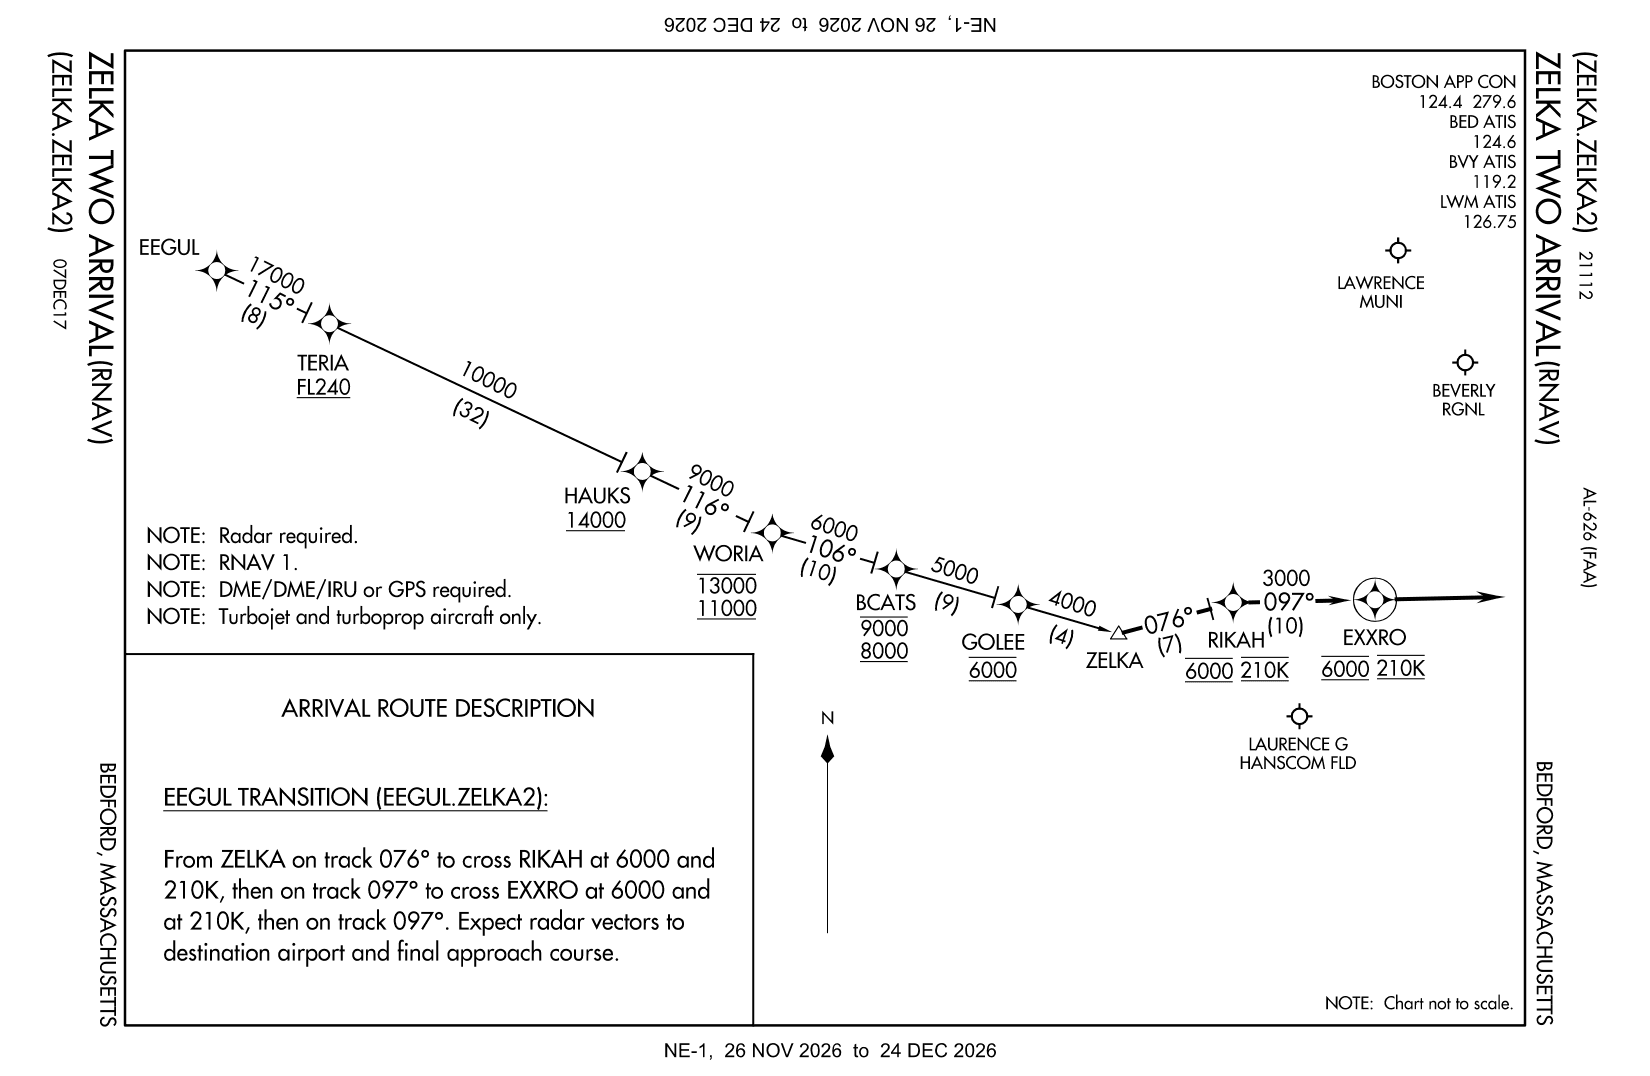 NE-1, 26 NOV 2026 to 24 DEC 2026
(ZELKA.ZELKA2) 07DEC17
ZELKA TWO ARRIVAL (RNAV)
BEDFORD, MASSACHUSETTS
BOSTON APP CON
124.4 279.6
BED ATIS
124.6
BVY ATIS
119.2
LWM ATIS
126.75
LAWRENCE
MUNI
BEVERLY
RGNL
EEGUL
17000
115°
(8)
TERIA
FL240
10000
(32)
HAUKS
14000
9000
116°
(9)
WORIA
13000
11000
6000
106°
(10)
BCATS
9000
8000
5000
(9)
GOLEE
6000
4000
(4)
ZELKA
076°
(7)
RIKAH
6000 210K
3000
097°
(10)
EXXRO
6000 210K
LAURENCE G
HANSCOM FLD
NOTE: Radar required.
NOTE: RNAV 1.
NOTE: DME/DME/IRU or GPS required.
NOTE: Turbojet and turboprop aircraft only.
ARRIVAL ROUTE DESCRIPTION
EEGUL TRANSITION (EEGUL.ZELKA2):
From ZELKA on track 076° to cross RIKAH at 6000 and
210K, then on track 097° to cross EXXRO at 6000 and
at 210K, then on track 097°. Expect radar vectors to
destination airport and final approach course.
N
NOTE: Chart not to scale.
ZELKA TWO ARRIVAL (RNAV)
BEDFORD, MASSACHUSETTS
(ZELKA.ZELKA2) 21112
AL-626 (FAA)
NE-1, 26 NOV 2026 to 24 DEC 2026